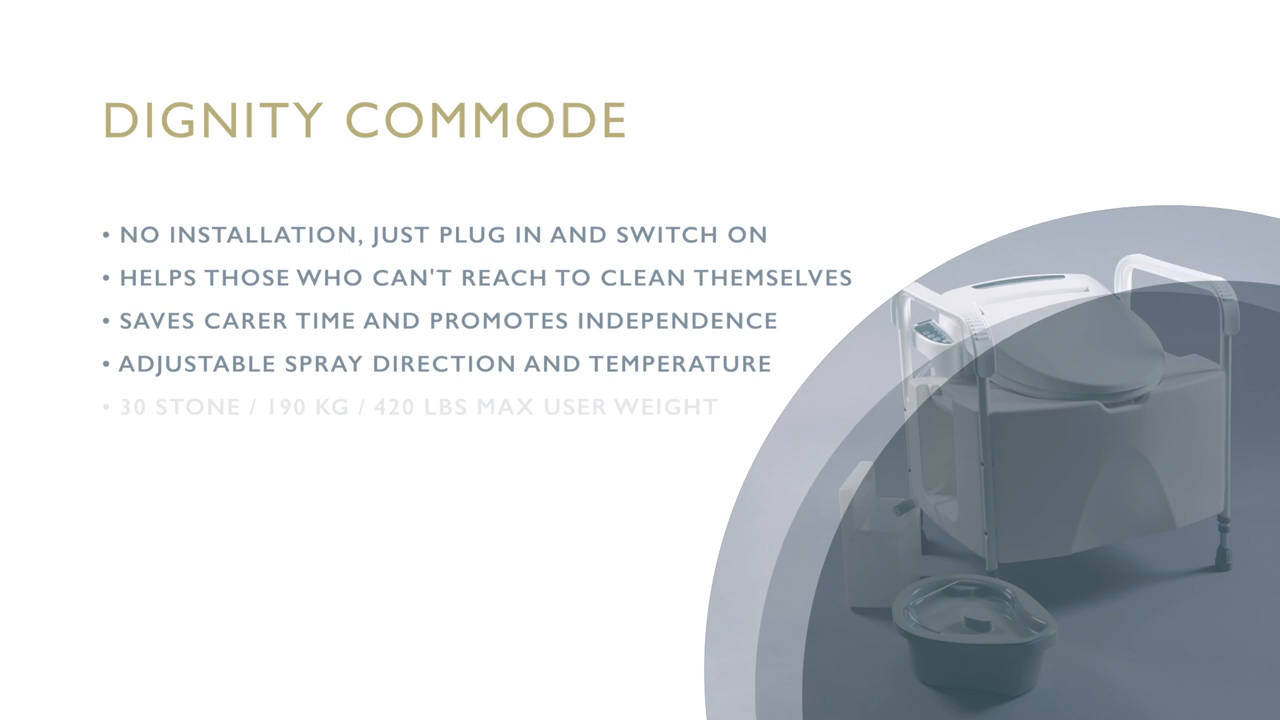 DIGNITY COMMODE
• NO INSTALLATION, JUST PLUG IN AND SWITCH ON
• HELPS THOSE WHO CAN'T REACH TO CLEAN THEMSELVES
• SAVES CARER TIME AND PROMOTES INDEPENDENCE
• ADJUSTABLE SPRAY DIRECTION AND TEMPERATURE
• 30 STONE / 190 KG / 420 LBS MAX USER WEIGHT